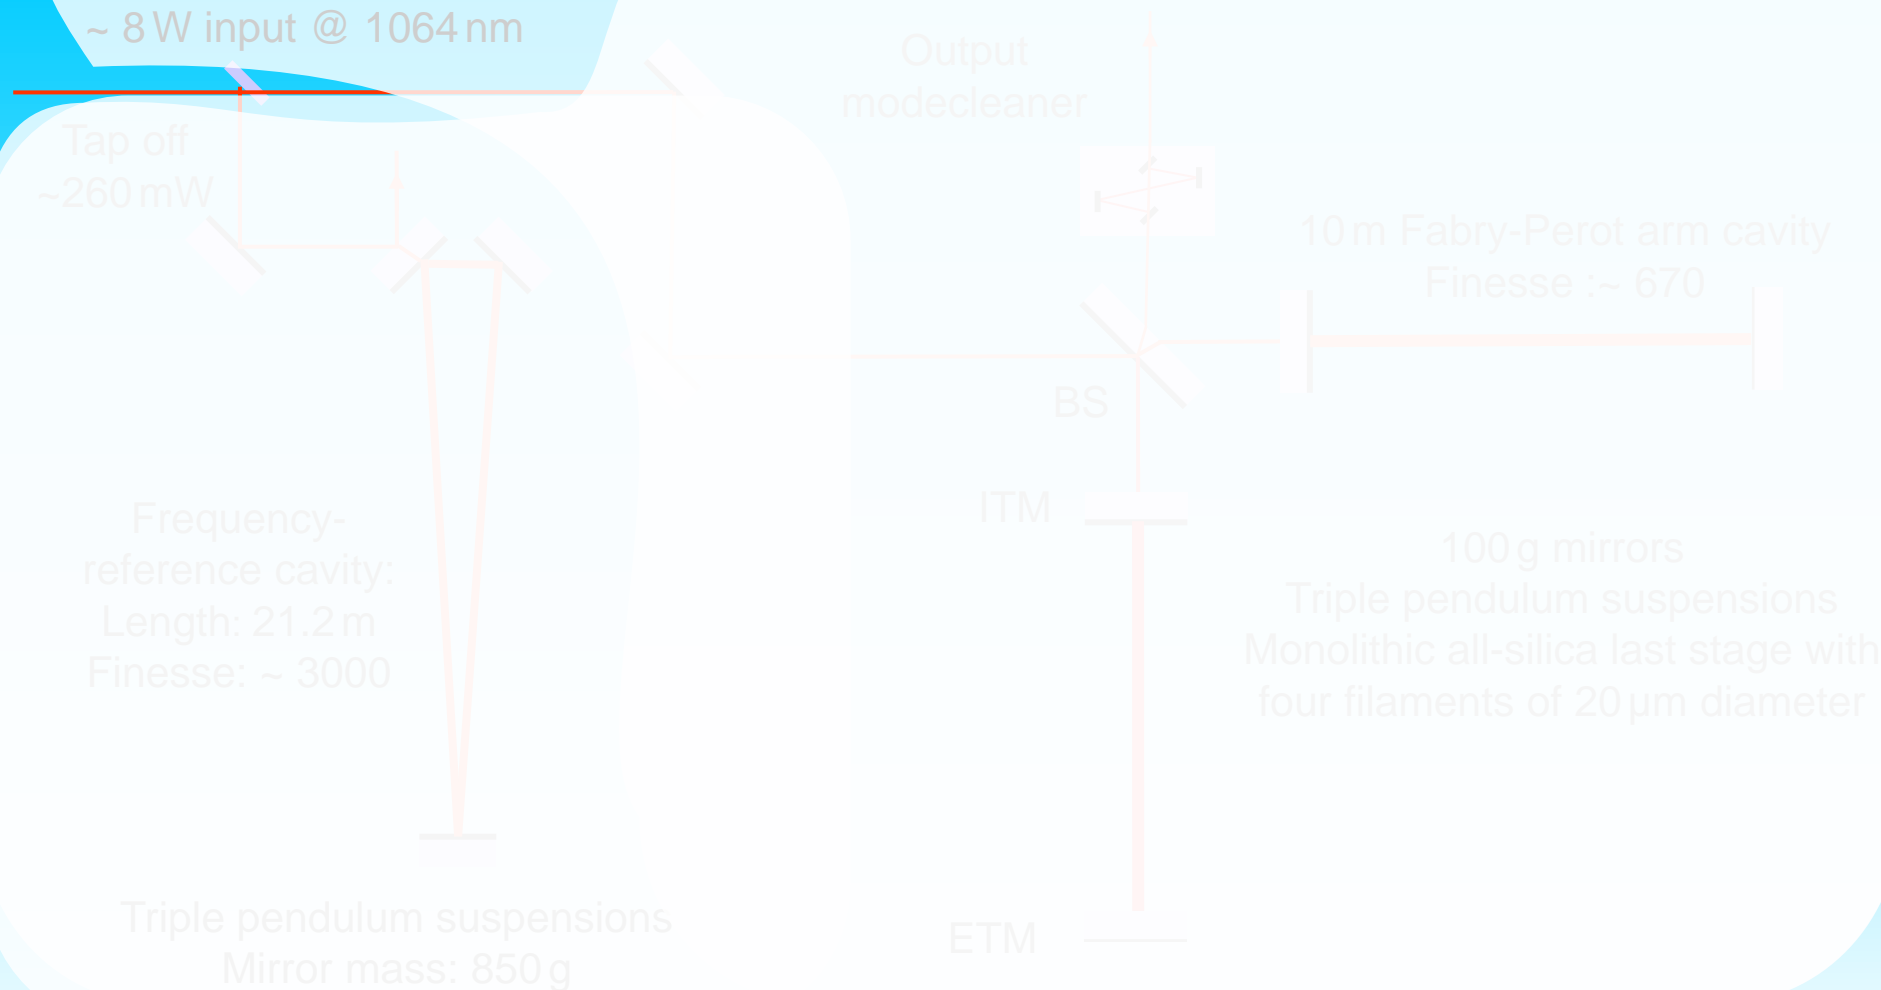 ~ 8 W input @ 1064 nm
Tap off
~260 mW
Output
modecleaner
10 m Fabry-Perot arm cavity
Finesse :~ 670
BS
ITM
Frequency-
reference cavity:
Length: 21.2 m
Finesse: ~ 3000
100 g mirrors
Triple pendulum suspensions
Monolithic all-silica last stage with
four filaments of 20 µm diameter
Triple pendulum suspensions
Mirror mass: 850 g
ETM